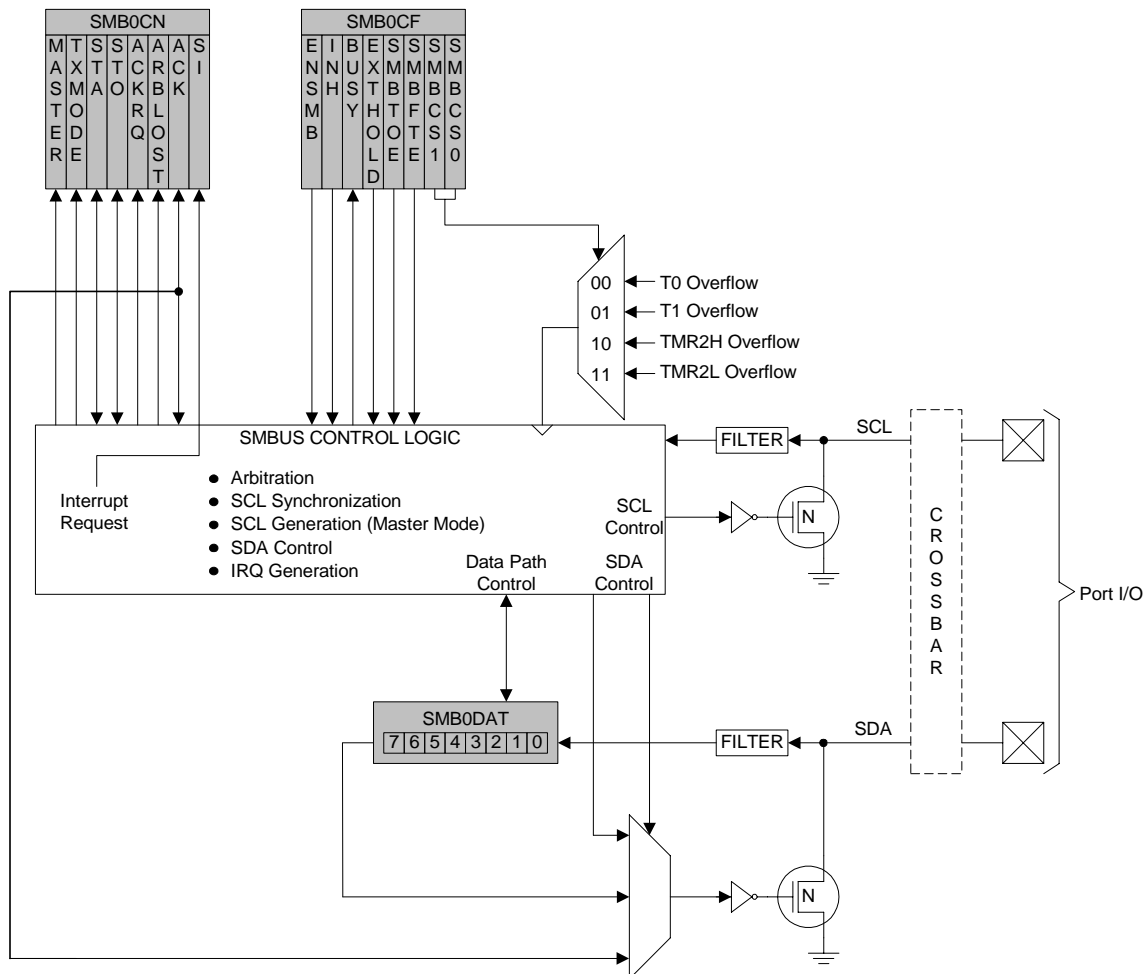 SMB0CN
MASTER
TXMODE
STA
STO
ACKRQ
ARBLOST
ACK
SI
SMB0CF
ENSMB
INH
BUSY
EXTHOLD
SMBTOE
SMBFTE
SMBCS1
SMBCS0
00
T0 Overflow
01
T1 Overflow
10
TMR2H Overflow
11
TMR2L Overflow
SMBUS CONTROL LOGIC
Interrupt
Request
● Arbitration
● SCL Synchronization
● SCL Generation (Master Mode)
● SDA Control
● IRQ Generation
SCL
Control
Data Path
Control
SDA
Control
FILTER
SCL
N
CROSSBAR
Port I/O
SMB0DAT
7 6 5 4 3 2 1 0
FILTER
SDA
N